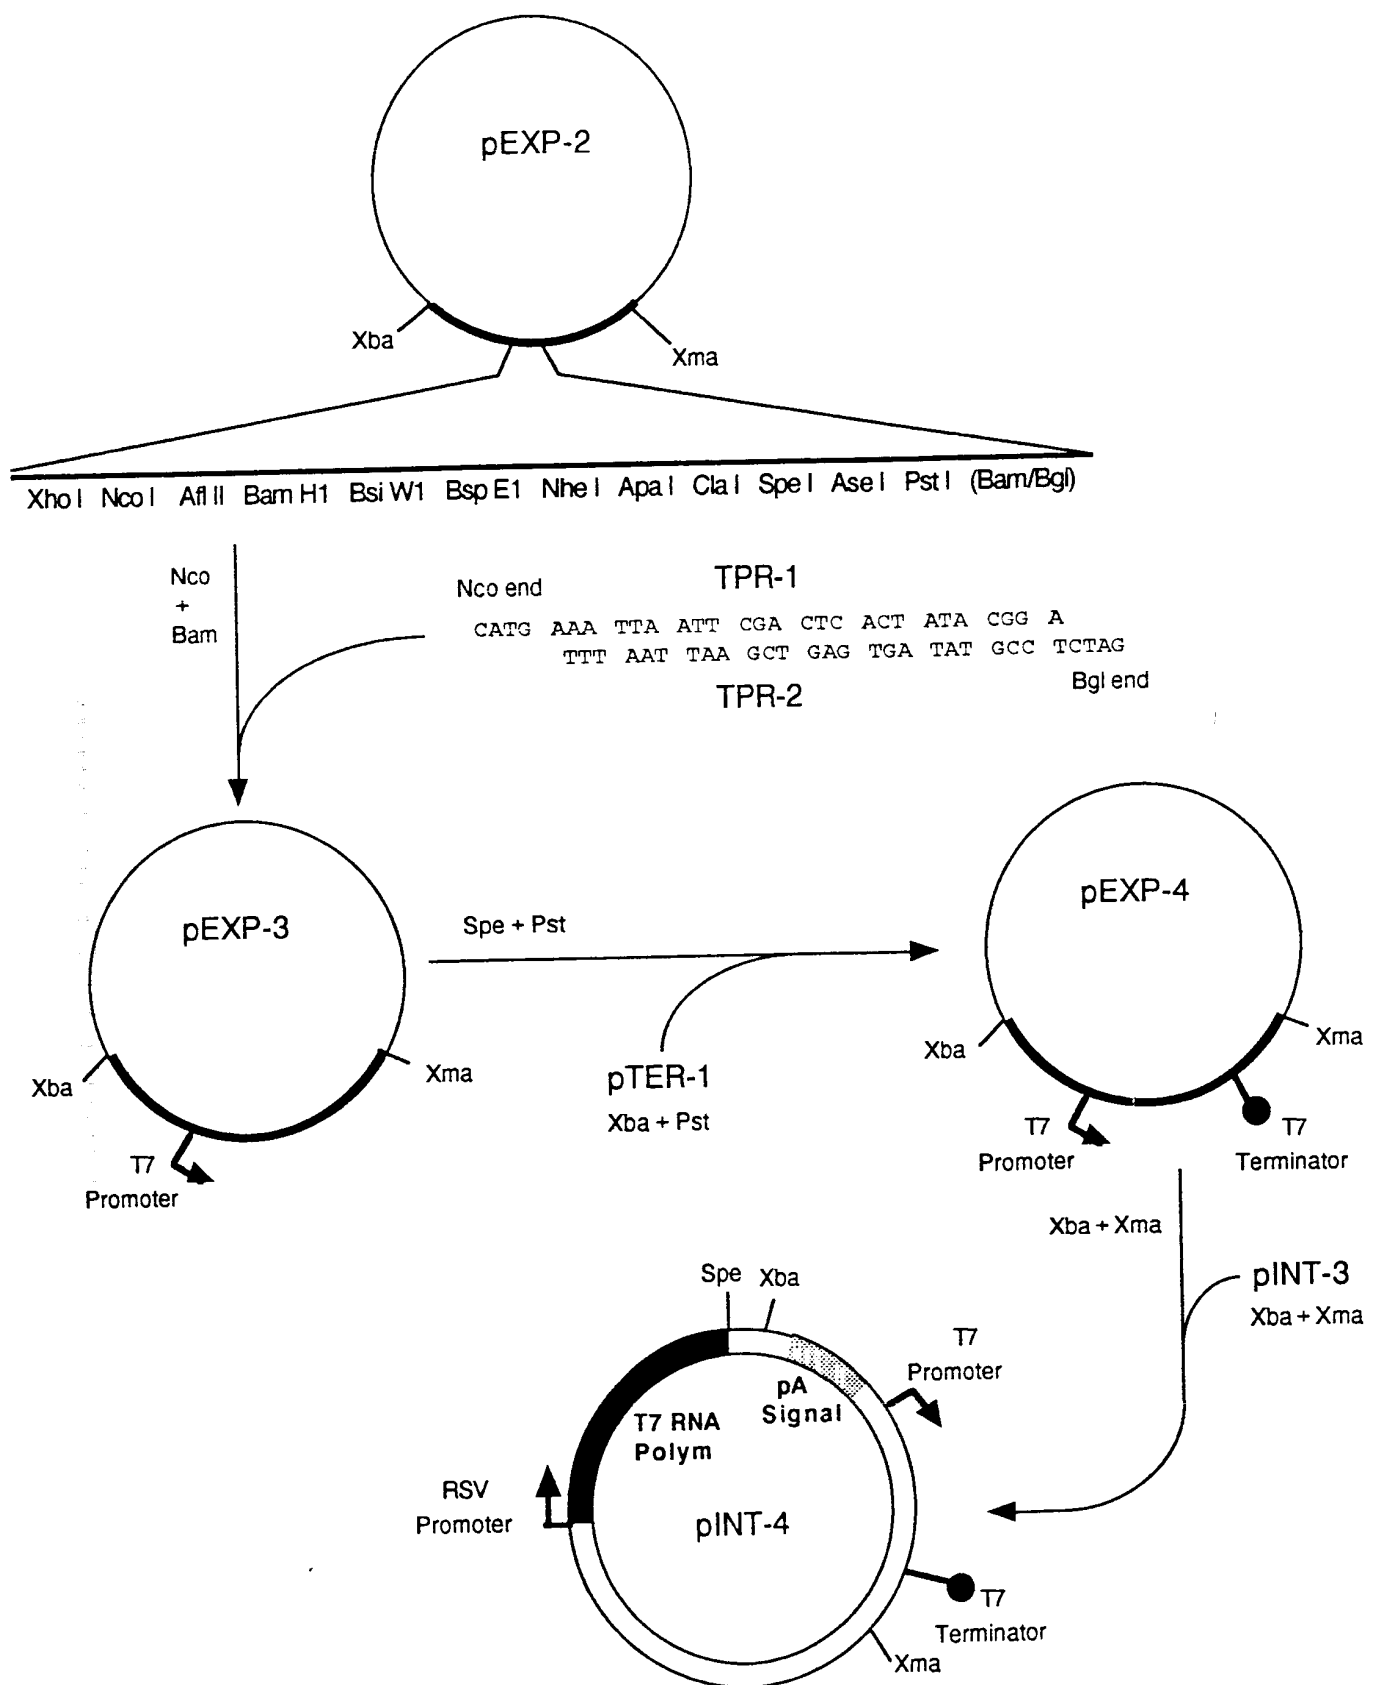 pEXP-2
Xba
Xma
Xho I Nco I Afl II Bam H1 Bsi W1 Bsp E1 Nhe I Apa I Cla I Spe I Ase I Pst I (Bam/Bgl)
Nco
+
Bam
Nco end
TPR-1
CATG AAA TTA ATT CGA CTC ACT ATA CGG A
TTT AAT TAA GCT GAG TGA TAT GCC TCTAG
TPR-2
Bgl end
pEXP-3
Xba
Xma
T7
Promoter
Spe + Pst
pTER-1
Xba + Pst
pEXP-4
Xba
Xma
T7
Promoter
T7
Terminator
Xba + Xma
pINT-3
Xba + Xma
Spe
Xba
T7
Promoter
pA
Signal
T7 RNA
Polym
RSV
Promoter
pINT-4
T7
Terminator
Xma